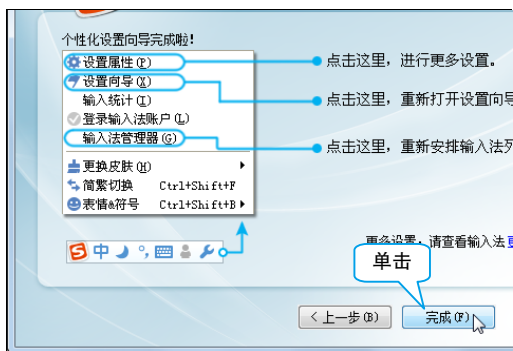 个性化设置向导完成啦!
设置属性(P)
点击这里，进行更多设置。
设置向导(X)
点击这里，重新打开设置向导
输入统计(I)
登录输入法账户(L)
输入法管理器(G)
点击这里，重新安排输入法列
更换皮肤(H)
简繁切换 Ctrl+Shift+F
表情&符号 Ctrl+Shift+B
S 中
更多设置，请查看输入法更
单击
<上一步(B)
完成(F)